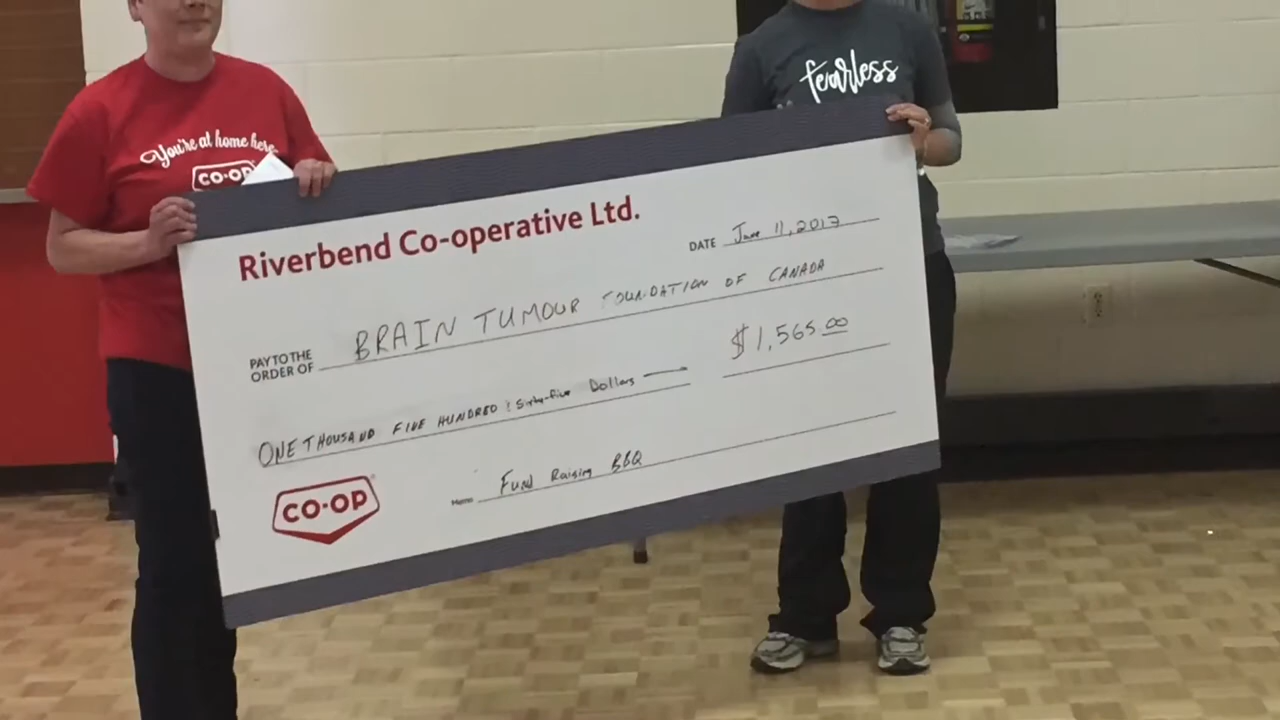 fearless
You're at home here
CO-OP
Riverbend Co-operative Ltd.
DATE June 11, 2017
PAY TO THE ORDER OF BRAIN TUMOUR FOUNDATION OF CANADA
$1,565.00
ONE THOUSAND FIVE HUNDRED & Sixty-five Dollars
CO-OP
Memo Fund Raising BBQ